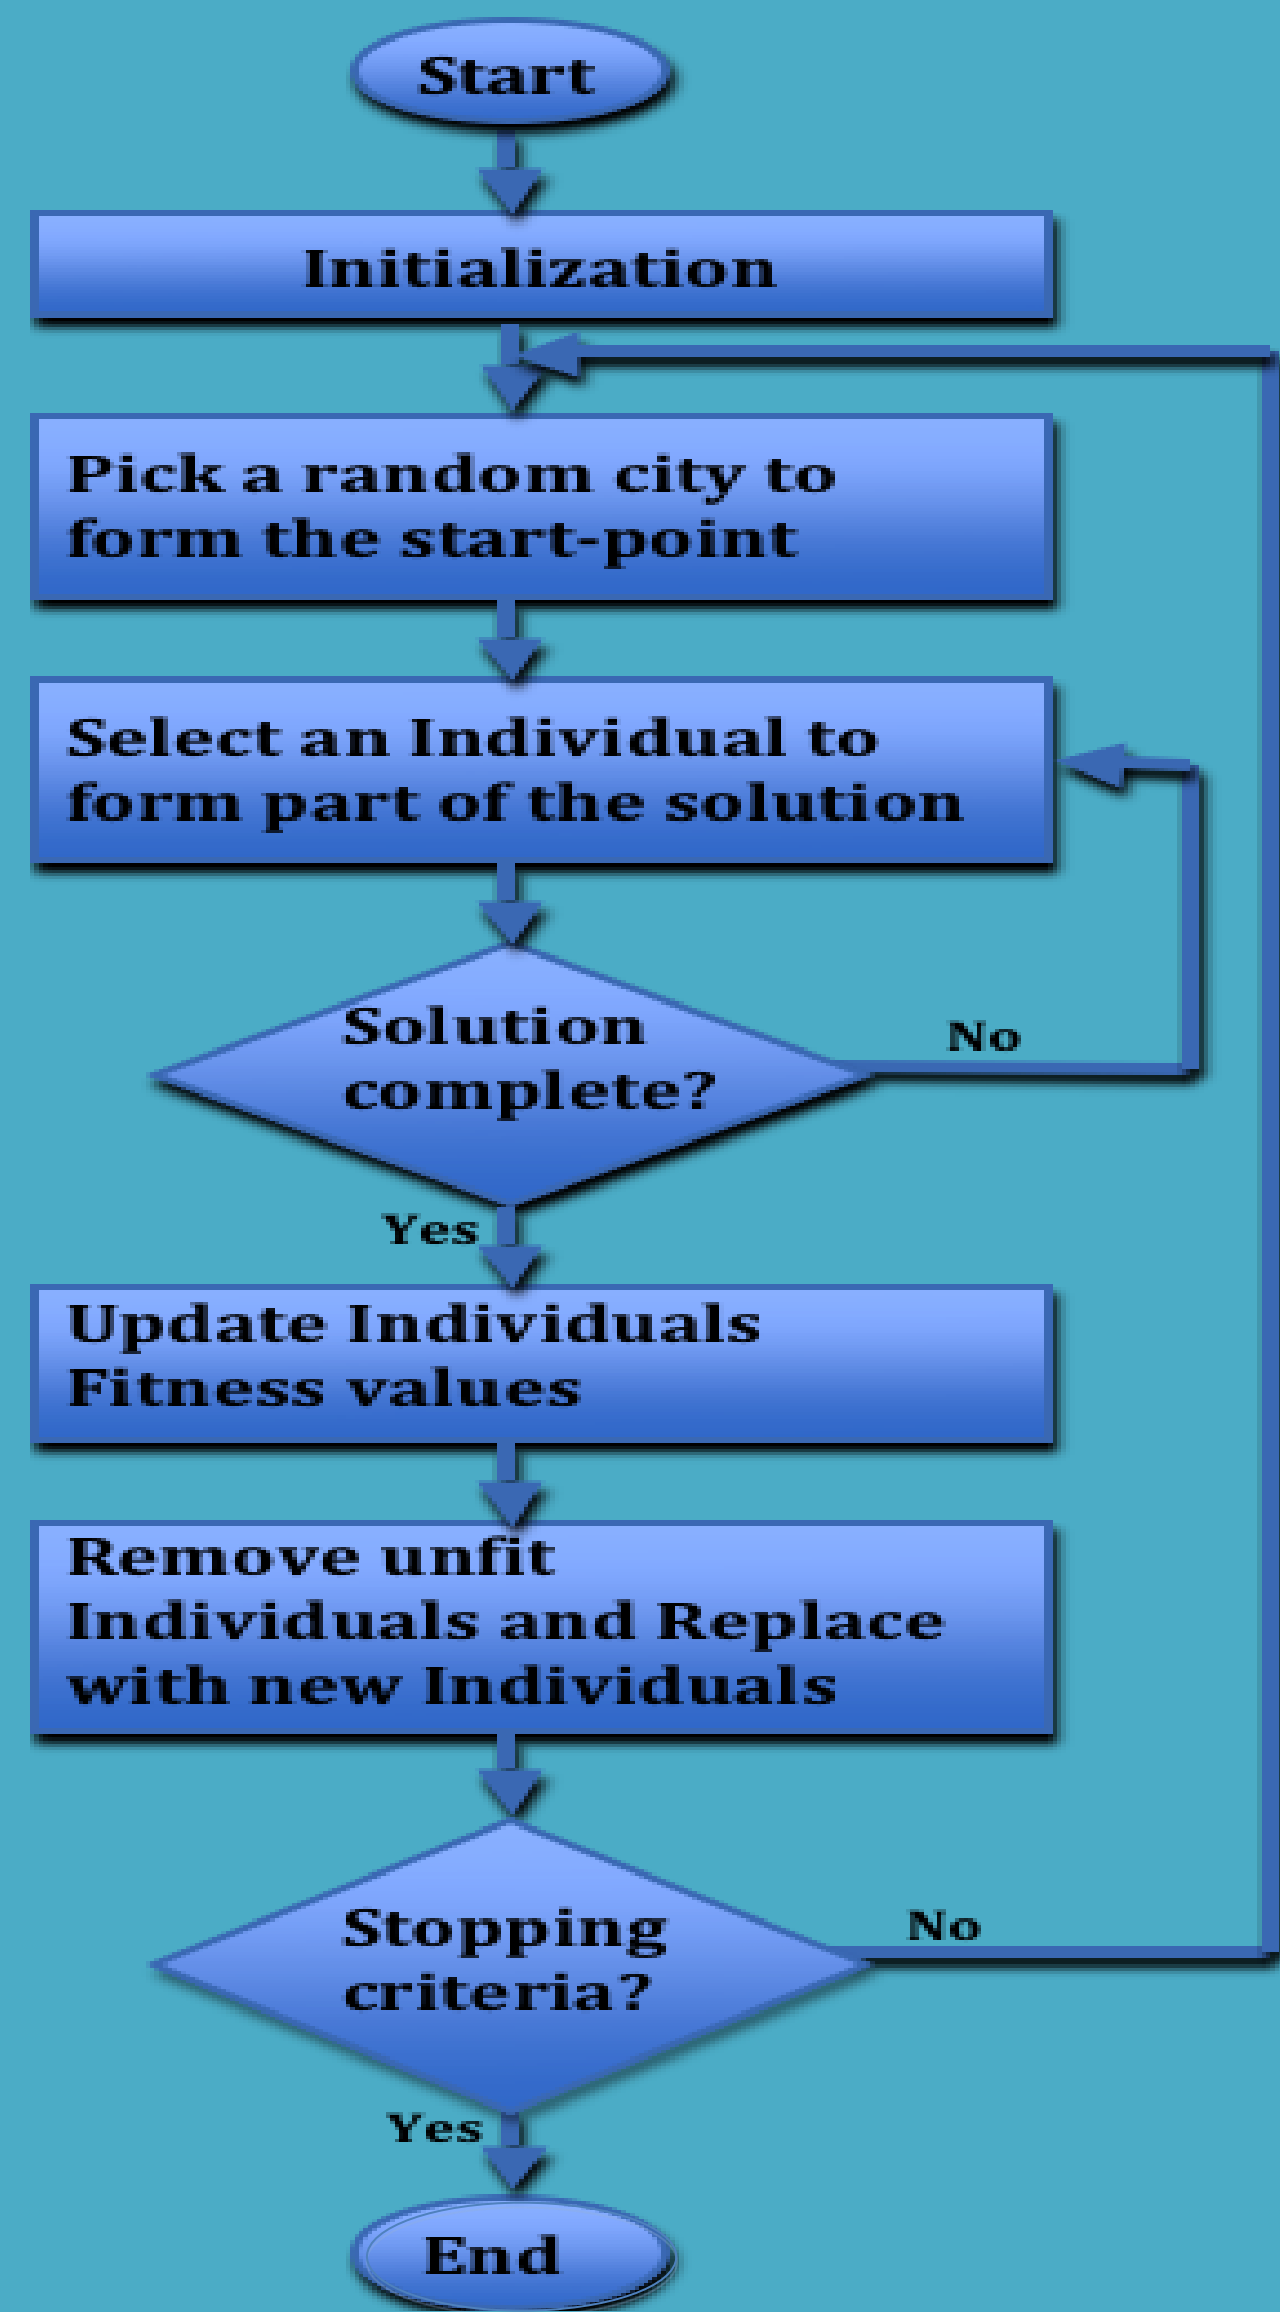 Start
Initialization
Pick a random city to
form the start-point
Select an Individual to
form part of the solution
Solution
complete?
No
Yes
Update Individuals
Fitness values
Remove unfit
Individuals and Replace
with new Individuals
Stopping
criteria?
No
Yes
End